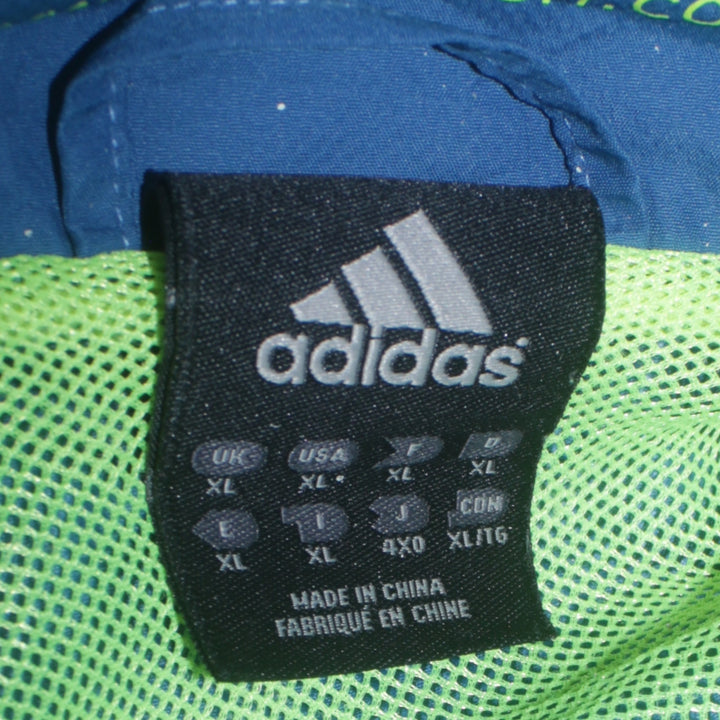 adidas
UK USA F D
XL XL XL XL
E I J CDN
XL XL 4XO XL/TG
MADE IN CHINA
FABRIQUÉ EN CHINE